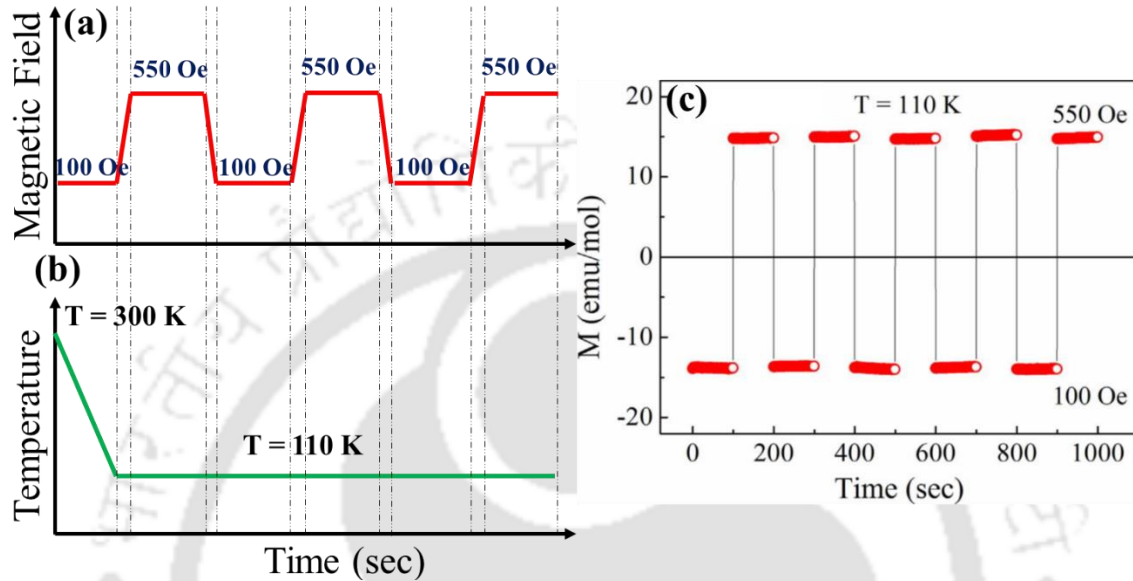 (a)
Magnetic Field
550 Oe 550 Oe 550 Oe
100 Oe 100 Oe 100 Oe
(b)
Temperature
T = 300 K
T = 110 K
Time (sec)
(c)
T = 110 K
550 Oe
100 Oe
M (emu/mol)
20
10
0
-10
-20
0 200 400 600 800 1000
Time (sec)